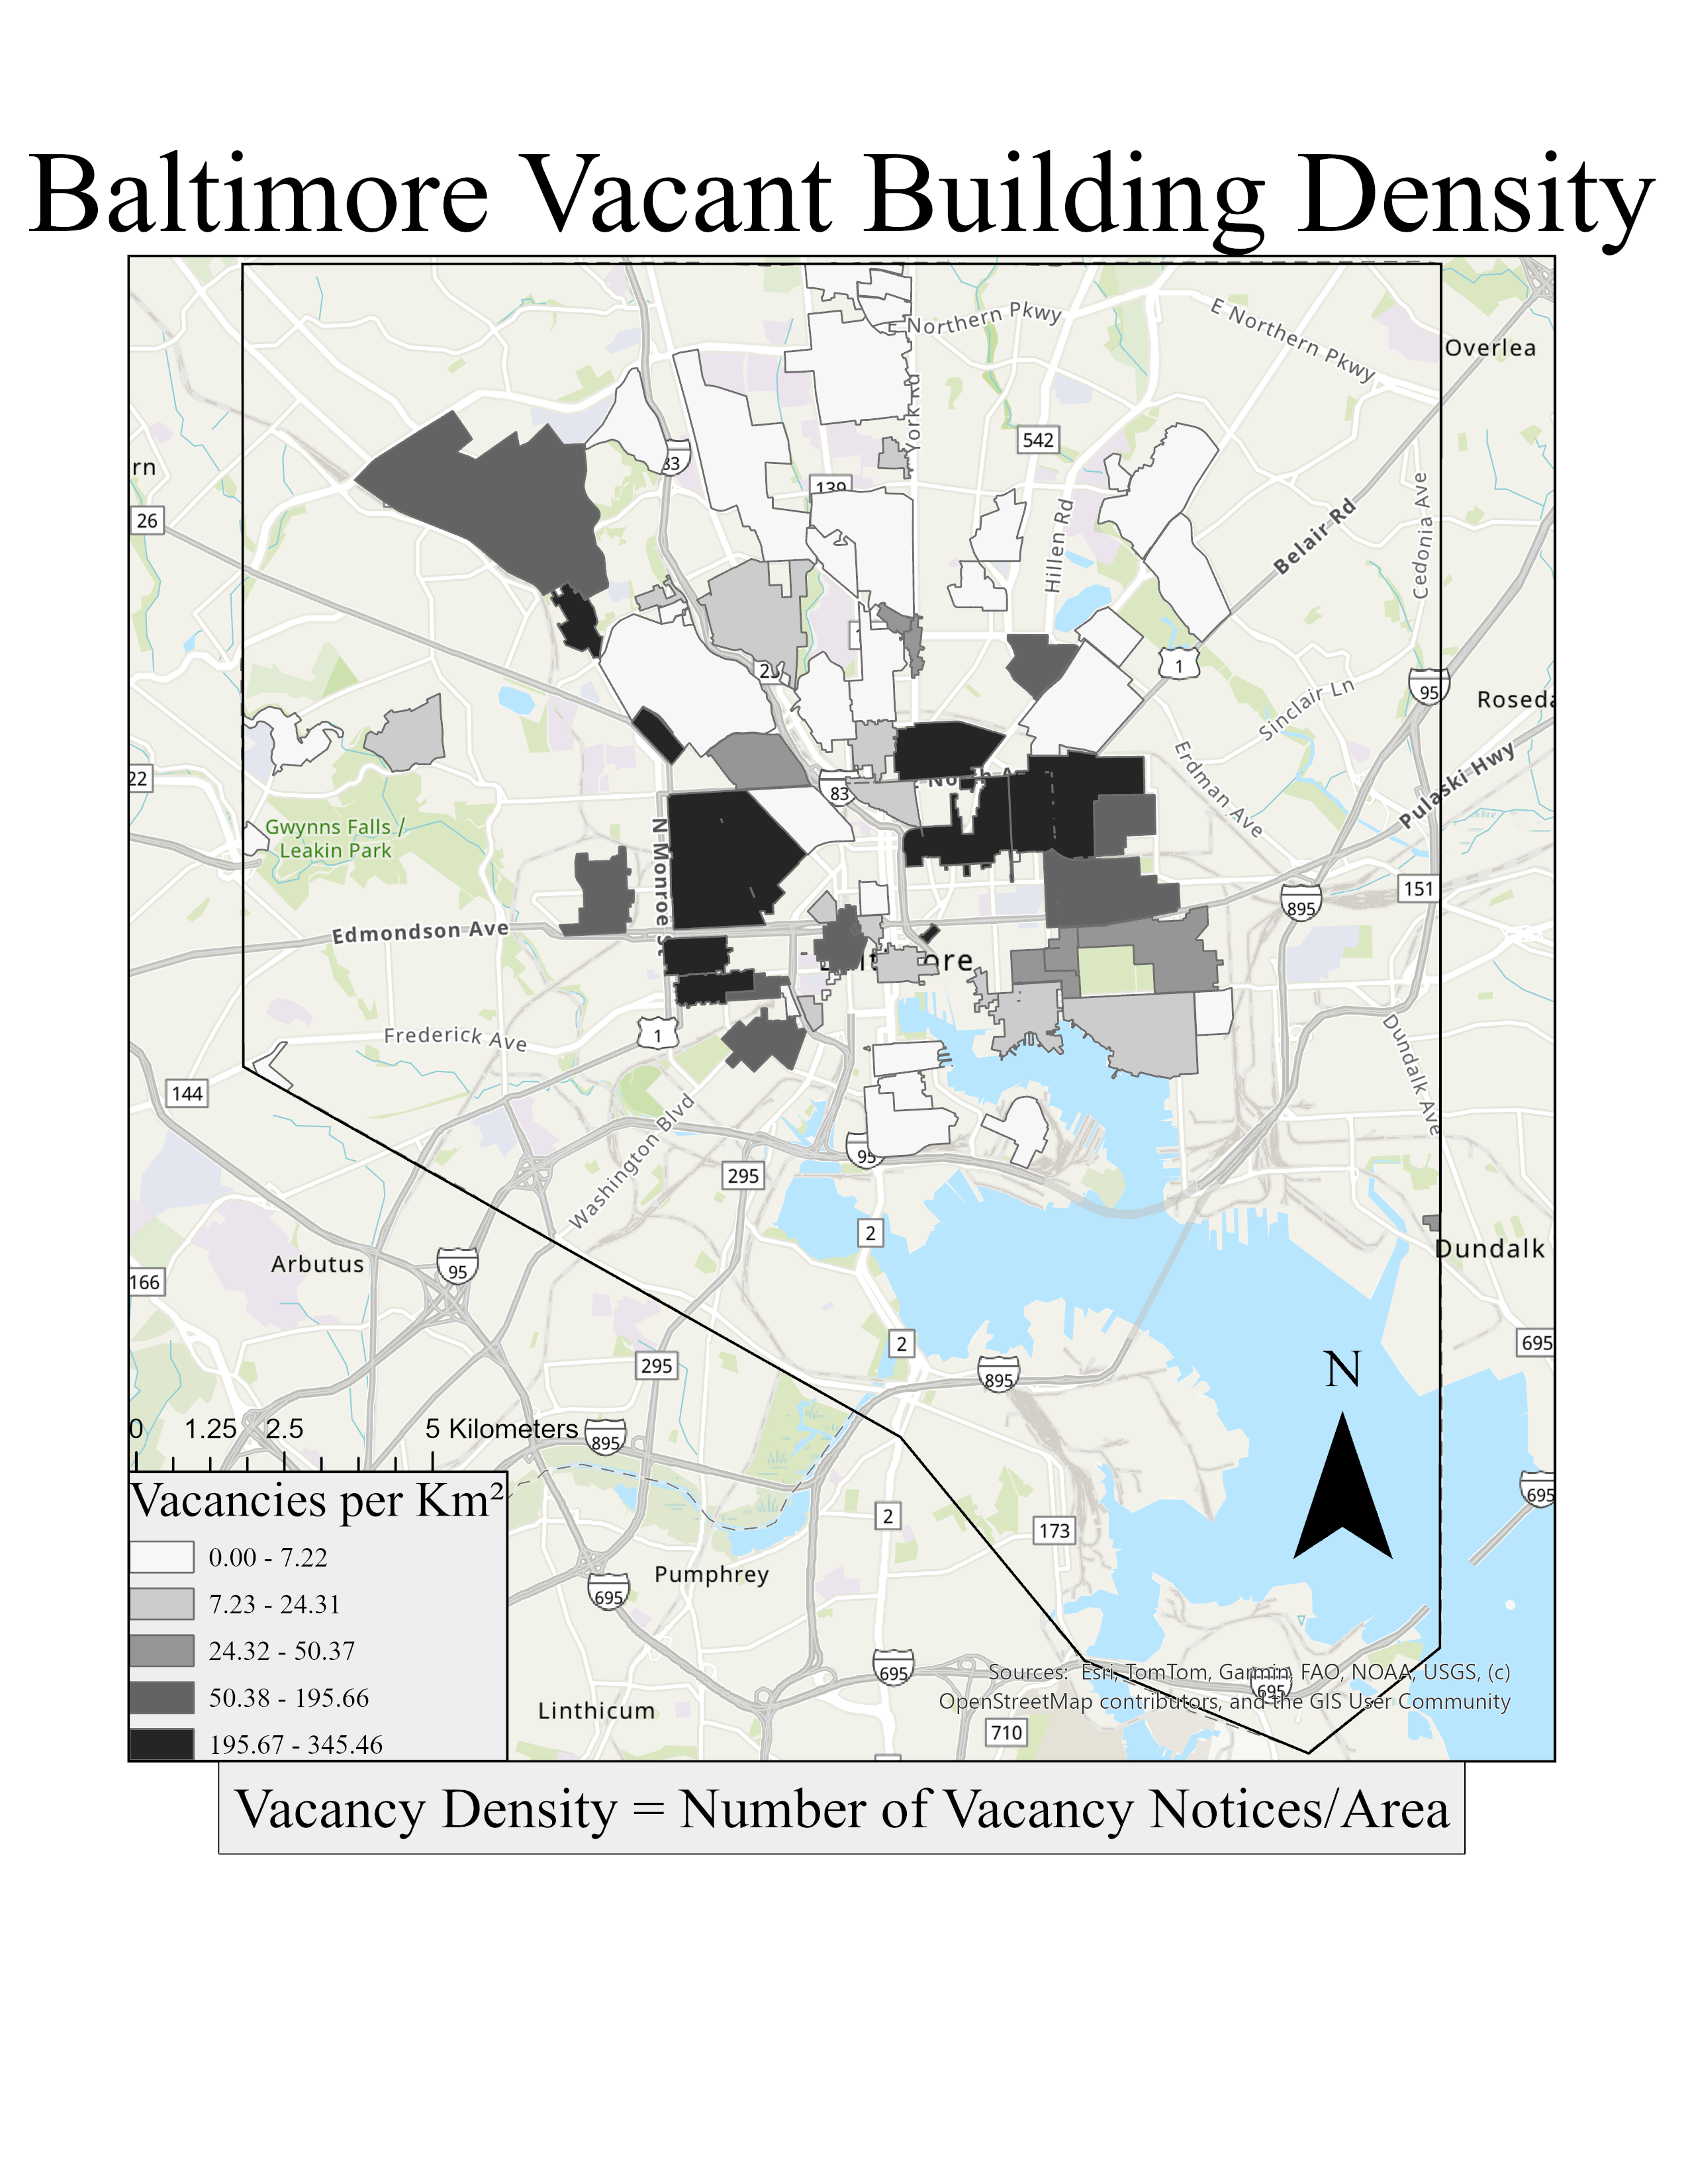 Baltimore Vacant Building Density
E Northern Pkwy
E Northern Pkwy
Overlea
York Rd
542
83
rn
139
26
Hillen Rd
Belair Rd
Cedonia Ave
1
95
Roseda
Sinclair Ln
Erdman Ave
Pulaski Hwy
22
83
Gwynns Falls /
Leakin Park
N Monroe S
151
895
Edmondson Ave
Frederick Ave
1
144
Dundalk Ave
Washington Blvd
95
295
2
Dundalk
Arbutus
95
166
2
695
295
895
N
0 1.25 2.5 5 Kilometers
895
695
Vacancies per Km²
0.00 - 7.22
7.23 - 24.31
24.32 - 50.37
50.38 - 195.66
195.67 - 345.46
2
173
Pumphrey
695
695
Linthicum
710
695
Sources: Esri, TomTom, Garmin, FAO, NOAA, USGS, (c)
OpenStreetMap contributors, and the GIS User Community
Vacancy Density = Number of Vacancy Notices/Area